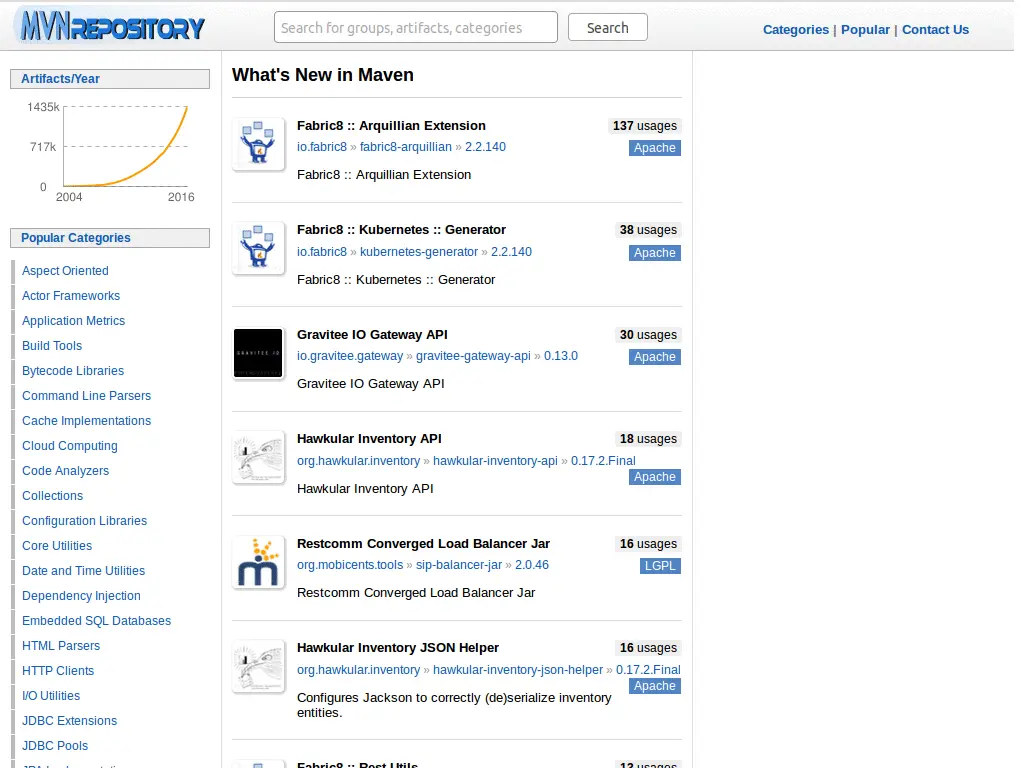 MVNREPOSITORY
Search for groups, artifacts, categories
Search
Categories | Popular | Contact Us
Artifacts/Year
1435k
717k
0
2004
2016
Popular Categories
Aspect Oriented
Actor Frameworks
Application Metrics
Build Tools
Bytecode Libraries
Command Line Parsers
Cache Implementations
Cloud Computing
Code Analyzers
Collections
Configuration Libraries
Core Utilities
Date and Time Utilities
Dependency Injection
Embedded SQL Databases
HTML Parsers
HTTP Clients
I/O Utilities
JDBC Extensions
JDBC Pools
What's New in Maven
Fabric8 :: Arquillian Extension
137 usages
io.fabric8 » fabric8-arquillian » 2.2.140
Apache
Fabric8 :: Arquillian Extension
Fabric8 :: Kubernetes :: Generator
38 usages
io.fabric8 » kubernetes-generator » 2.2.140
Apache
Fabric8 :: Kubernetes :: Generator
GRAVITEE IO
Gravitee IO Gateway API
30 usages
io.gravitee.gateway » gravitee-gateway-api » 0.13.0
Apache
Gravitee IO Gateway API
Hawkular Inventory API
18 usages
org.hawkular.inventory » hawkular-inventory-api » 0.17.2.Final
Apache
Hawkular Inventory API
Restcomm Converged Load Balancer Jar
16 usages
org.mobicents.tools » sip-balancer-jar » 2.0.46
LGPL
Restcomm Converged Load Balancer Jar
Hawkular Inventory JSON Helper
16 usages
org.hawkular.inventory » hawkular-inventory-json-helper » 0.17.2.Final
Apache
Configures Jackson to correctly (de)serialize inventory
entities.
Fabric8 :: Rest Utils
13 usages